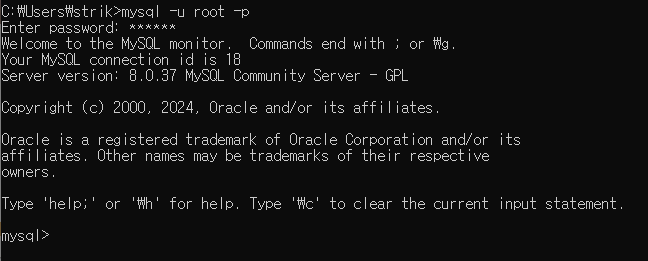 C:₩Users₩strik>mysql -u root -p
Enter password: ******
Welcome to the MySQL monitor.  Commands end with ; or ₩g.
Your MySQL connection id is 18
Server version: 8.0.37 MySQL Community Server - GPL
Copyright (c) 2000, 2024, Oracle and/or its affiliates.
Oracle is a registered trademark of Oracle Corporation and/or its
affiliates. Other names may be trademarks of their respective
owners.
Type 'help;' or '₩h' for help. Type '₩c' to clear the current input statement.
mysql>